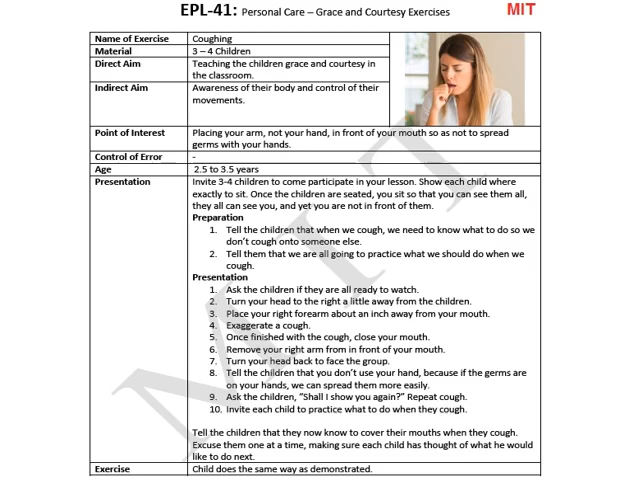 EPL-41: Personal Care – Grace and Courtesy Exercises
MIT
Name of Exercise Coughing
Material 3 – 4 Children
Direct Aim Teaching the children grace and courtesy in
the classroom.
Indirect Aim Awareness of their body and control of their
movements.
Point of Interest Placing your arm, not your hand, in front of your mouth so as not to spread
germs with your hands.
Control of Error -
Age 2.5 to 3.5 years
Presentation Invite 3-4 children to come participate in your lesson. Show each child where
exactly to sit. Once the children are seated, you sit so that you can see them all,
they all can see you, and yet you are not in front of them.
Preparation
1. Tell the children that when we cough, we need to know what to do so we
don't cough onto someone else.
2. Tell them that we are all going to practice what we should do when we
cough.
Presentation
1. Ask the children if they are all ready to watch.
2. Turn your head to the right a little away from the children.
3. Place your right forearm about an inch away from your mouth.
4. Exaggerate a cough.
5. Once finished with the cough, close your mouth.
6. Remove your right arm from in front of your mouth.
7. Turn your head back to face the group.
8. Tell the children that you don't use your hand, because if the germs are
on your hands, we can spread them more easily.
9. Ask the children, "Shall I show you again?" Repeat cough.
10. Invite each child to practice what to do when they cough.
Tell the children that they now know to cover their mouths when they cough.
Excuse them one at a time, making sure each child has thought of what he would
like to do next.
Exercise Child does the same way as demonstrated.
MIT